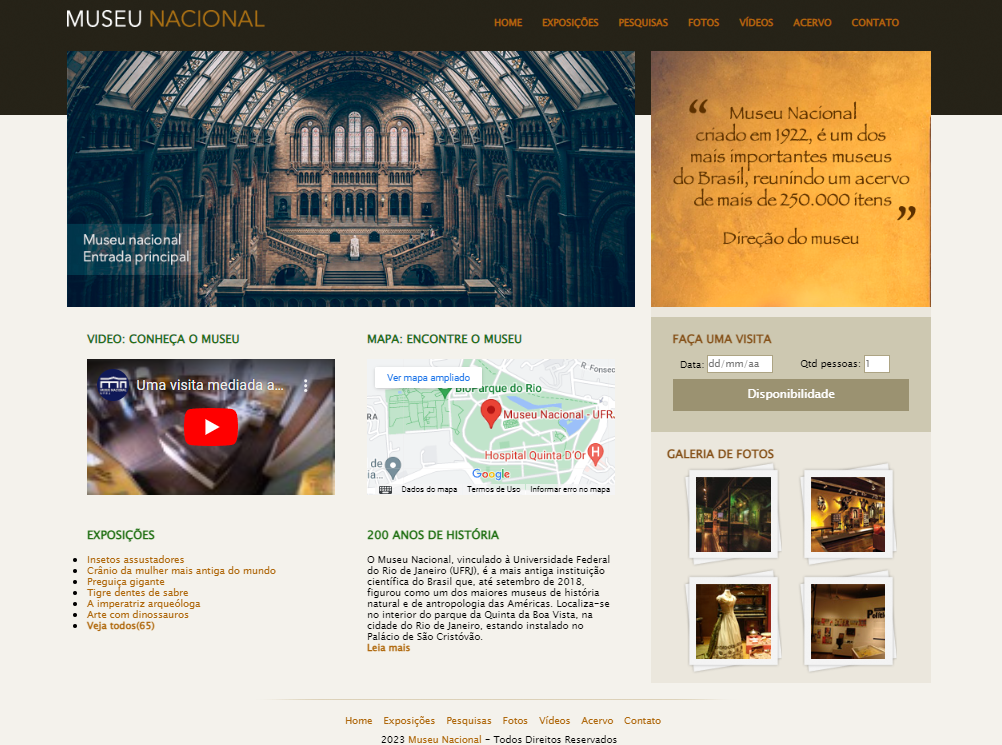 MUSEU NACIONAL
HOME EXPOSIÇÕES PESQUISAS FOTOS VÍDEOS ACERVO CONTATO
Museu nacional
Entrada principal
“ Museu Nacional
criado em 1922, é um dos
mais importantes museus
do Brasil, reunindo um acervo
de mais de 250.000 itens ”
Direção do museu
VIDEO: CONHEÇA O MUSEU
Uma visita mediada a...
MAPA: ENCONTRE O MUSEU
Ver mapa ampliado
R. Fonsec
BioParque do Rio
RA
Museu Nacional - UFR
Hospital Quinta D'Or
H
de
ia...
Google
Dados do mapa Termos de Uso Informar erro no mapa
FAÇA UMA VISITA
Data: dd/mm/aa Qtd pessoas: 1
Disponibilidade
GALERIA DE FOTOS
EXPOSIÇÕES
Insetos assustadores
Crânio da mulher mais antiga do mundo
Preguiça gigante
Tigre dentes de sabre
A imperatriz arqueóloga
Arte com dinossauros
Veja todos(65)
200 ANOS DE HISTÓRIA
O Museu Nacional, vinculado à Universidade Federal
do Rio de Janeiro (UFRJ), é a mais antiga instituição
científica do Brasil que, até setembro de 2018,
figurou como um dos maiores museus de história
natural e de antropologia das Américas. Localiza-se
no interior do parque da Quinta da Boa Vista, na
cidade do Rio de Janeiro, estando instalado no
Palácio de São Cristóvão.
Leia mais
Home Exposições Pesquisas Fotos Vídeos Acervo Contato
2023 Museu Nacional - Todos Direitos Reservados